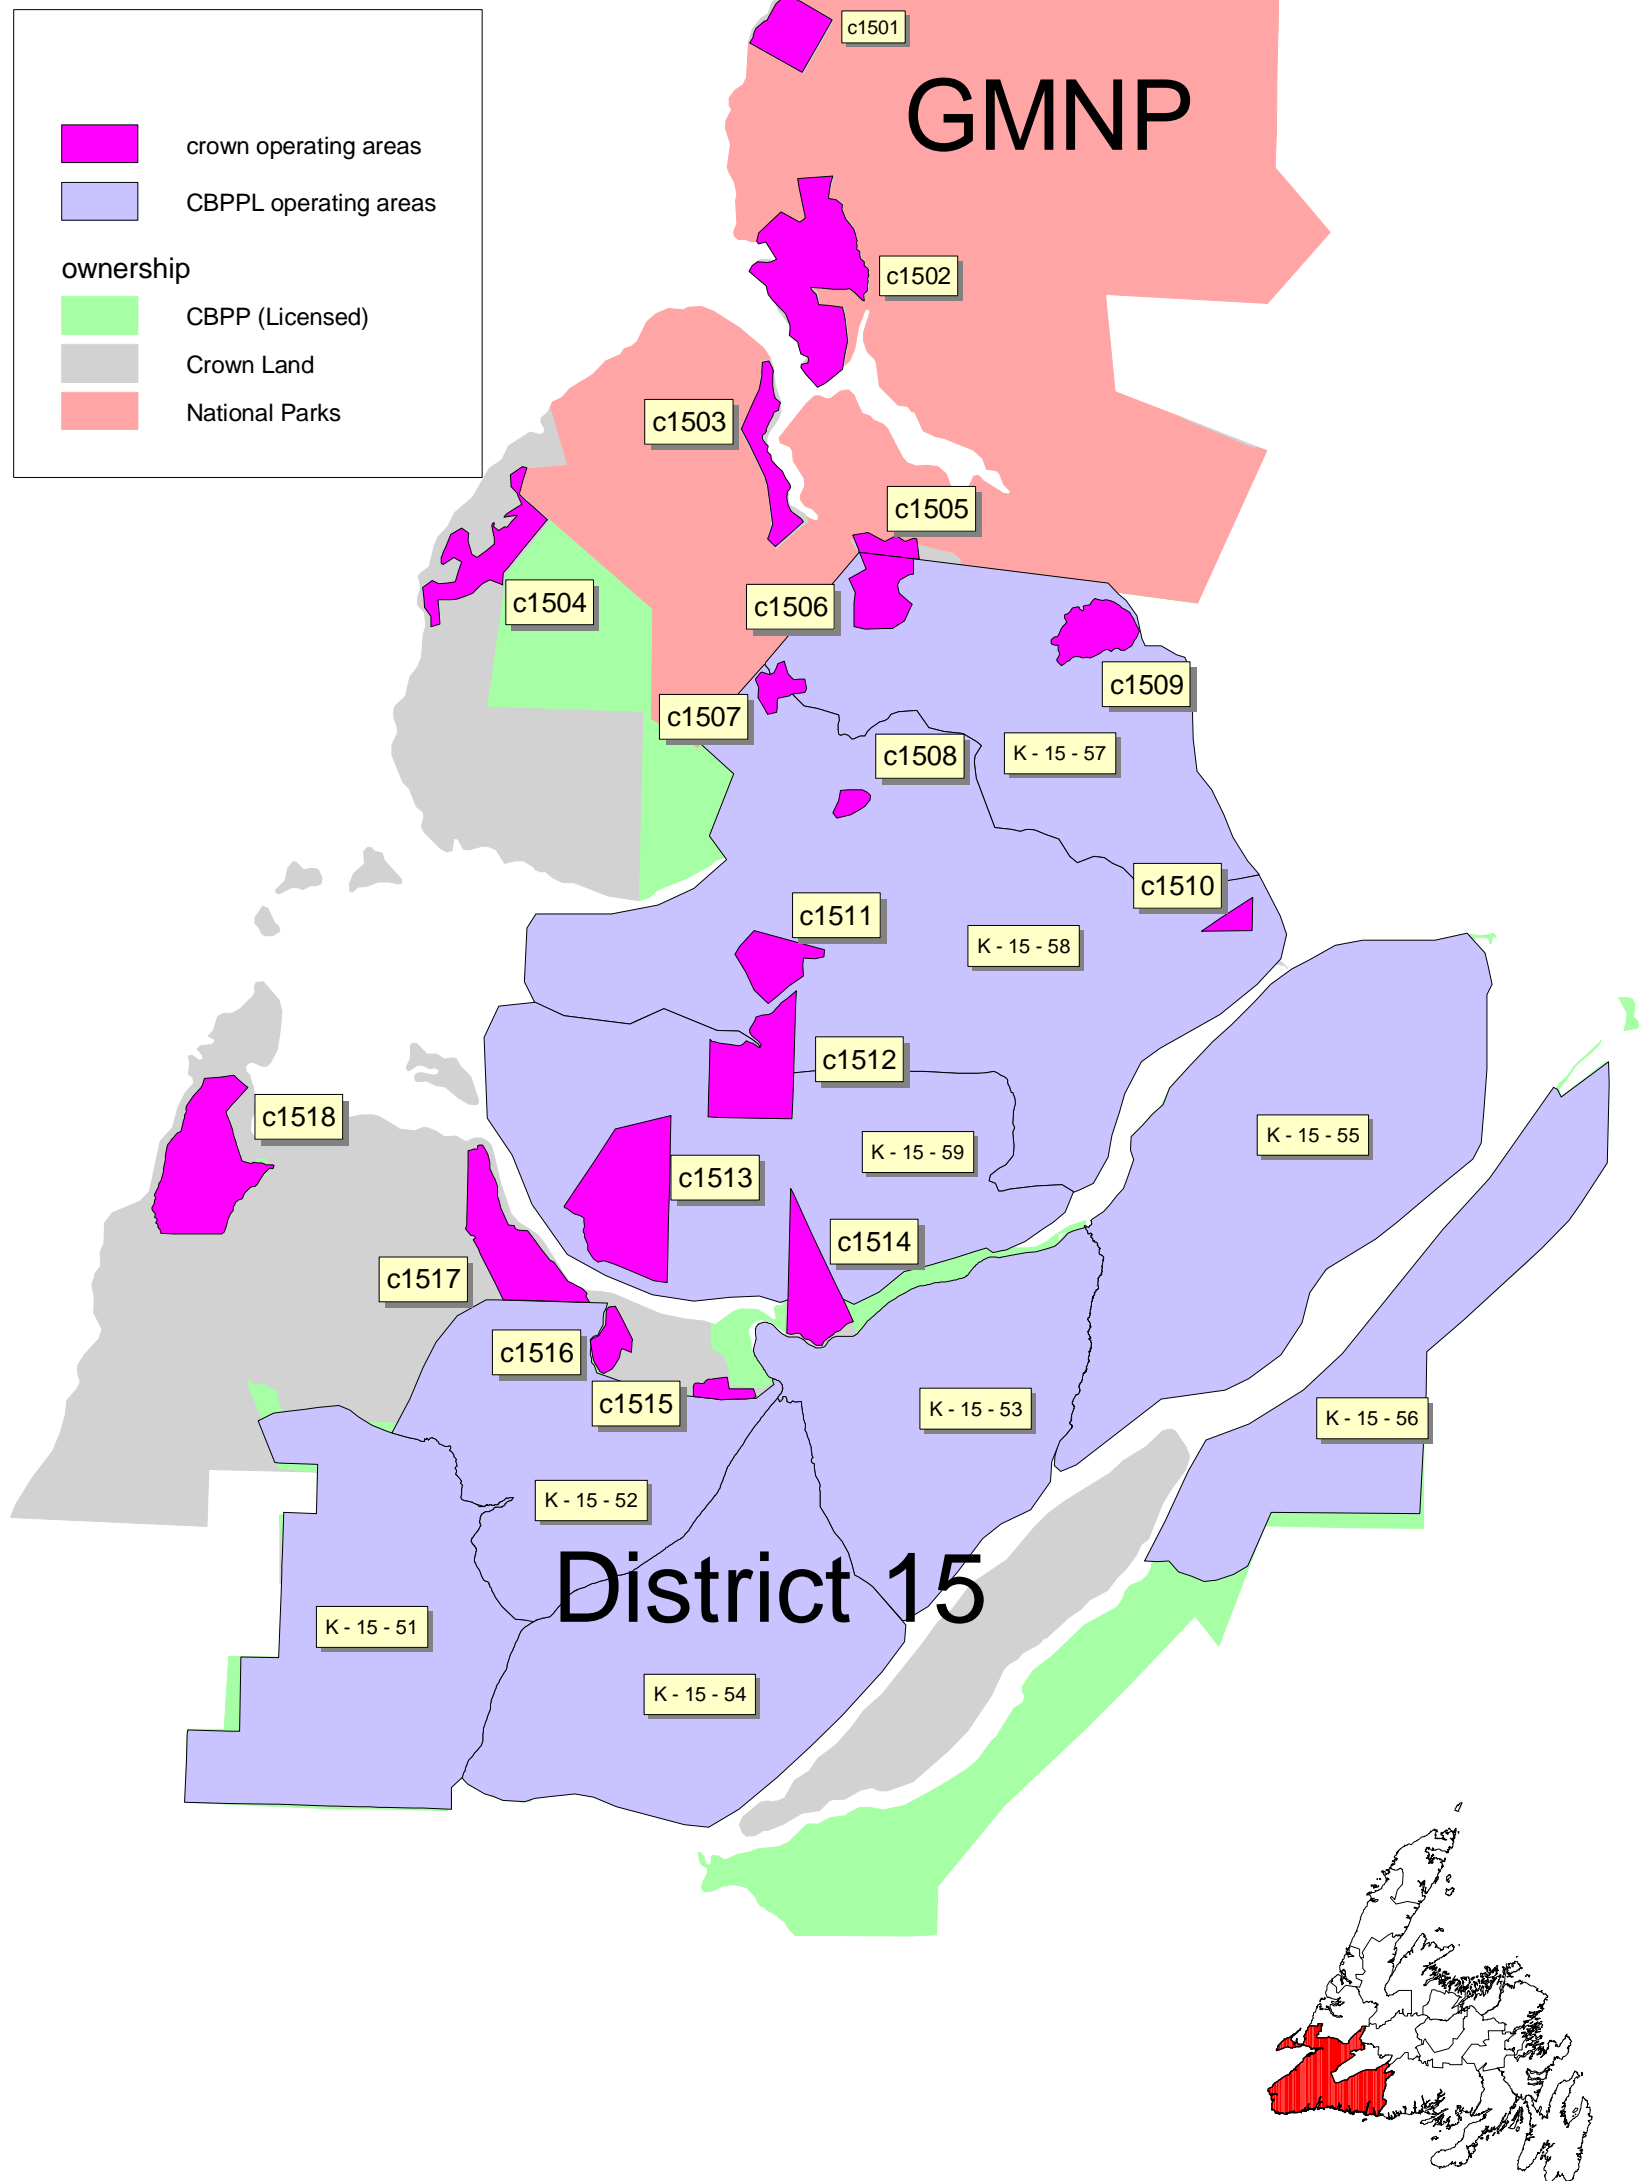 crown operating areas
CBPPL operating areas
ownership
CBPP (Licensed)
Crown Land
National Parks
c1501
GMNP
c1502
c1503
c1505
c1504
c1506
c1509
c1507
c1508
K - 15 - 57
c1510
c1511
K - 15 - 58
c1512
c1518
K - 15 - 55
K - 15 - 59
c1513
c1514
c1517
c1516
c1515
K - 15 - 53
K - 15 - 56
K - 15 - 52
District 15
K - 15 - 51
K - 15 - 54